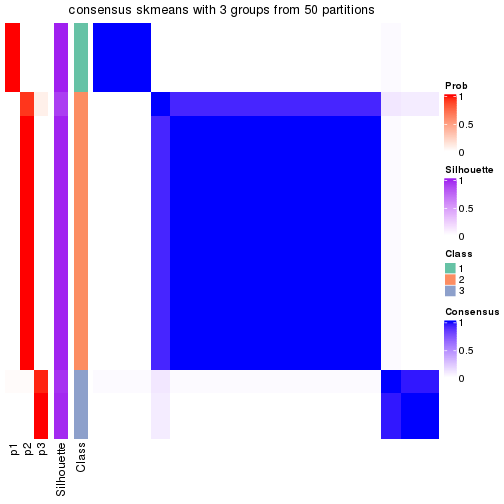 consensus skmeans with 3 groups from 50 partitions
Prob
1
0.5
0
Silhouette
1
0.5
0
Class
1
2
3
Consensus
1
0.5
0
p1
p2
p3
Silhouette
Class